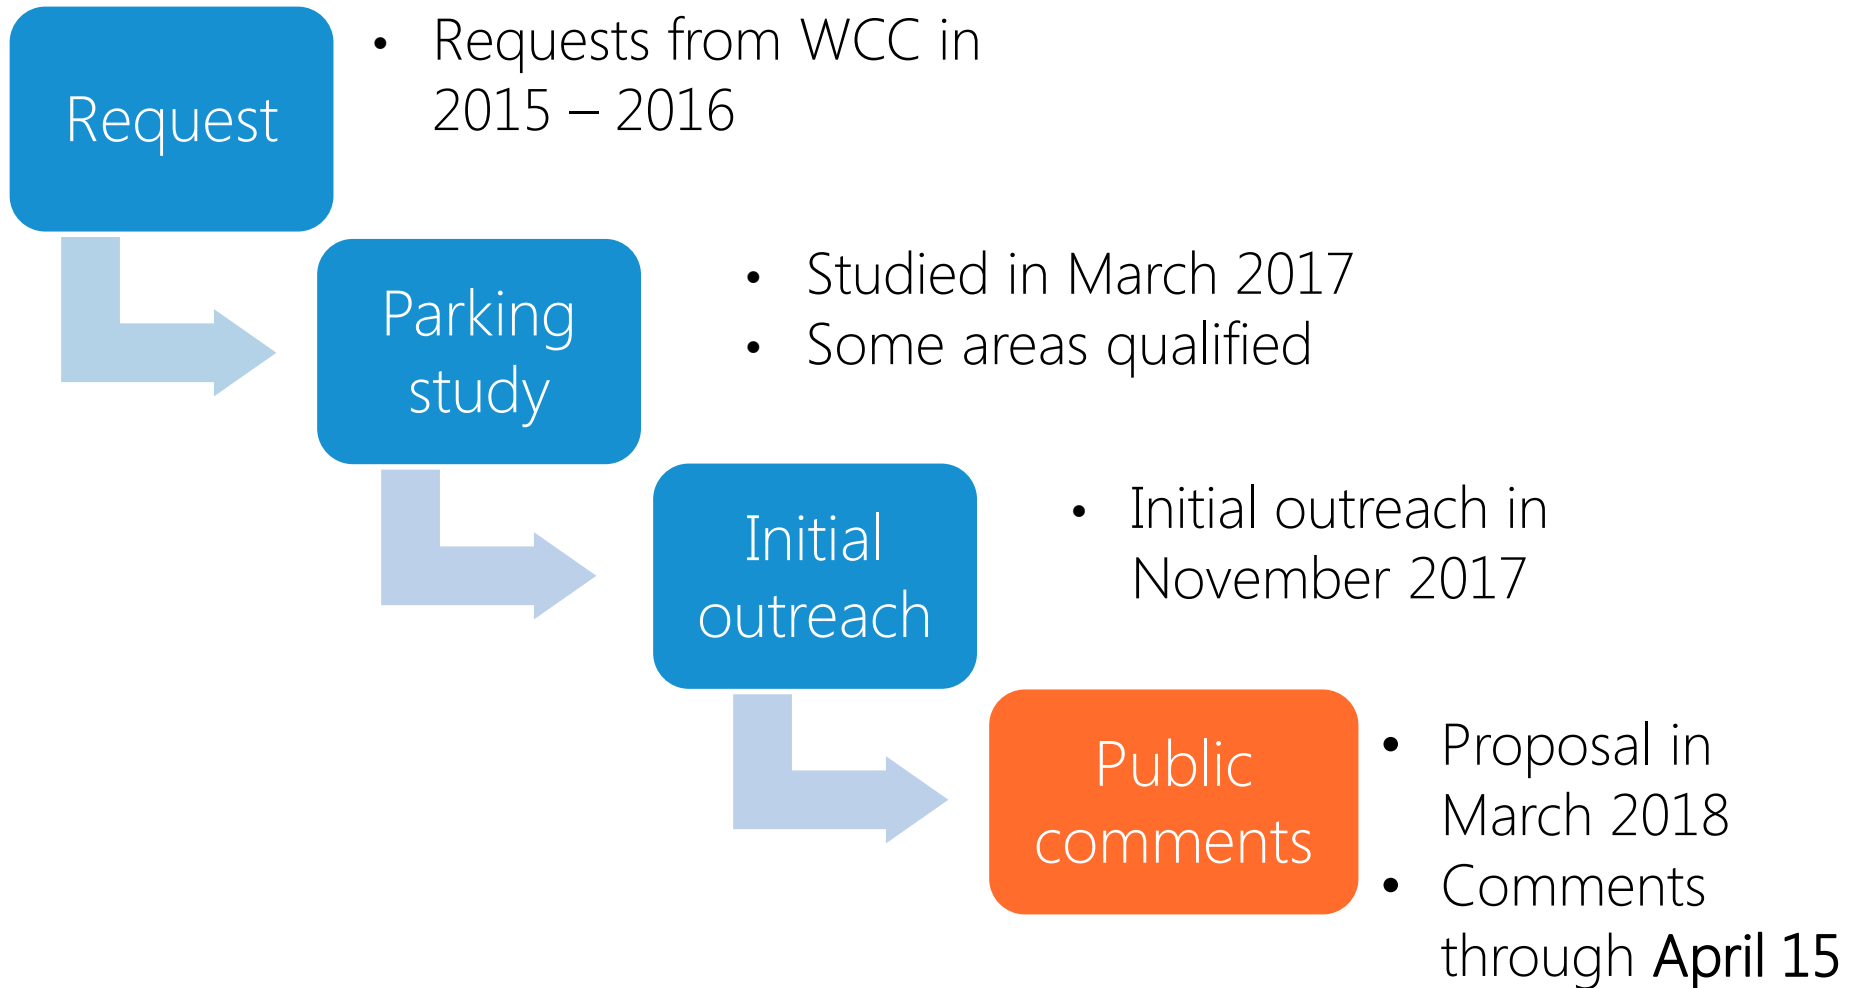 Request
• Requests from WCC in
2015 – 2016
Parking
study
• Studied in March 2017
• Some areas qualified
Initial
outreach
• Initial outreach in
November 2017
Public
comments
• Proposal in
March 2018
• Comments
through April 15